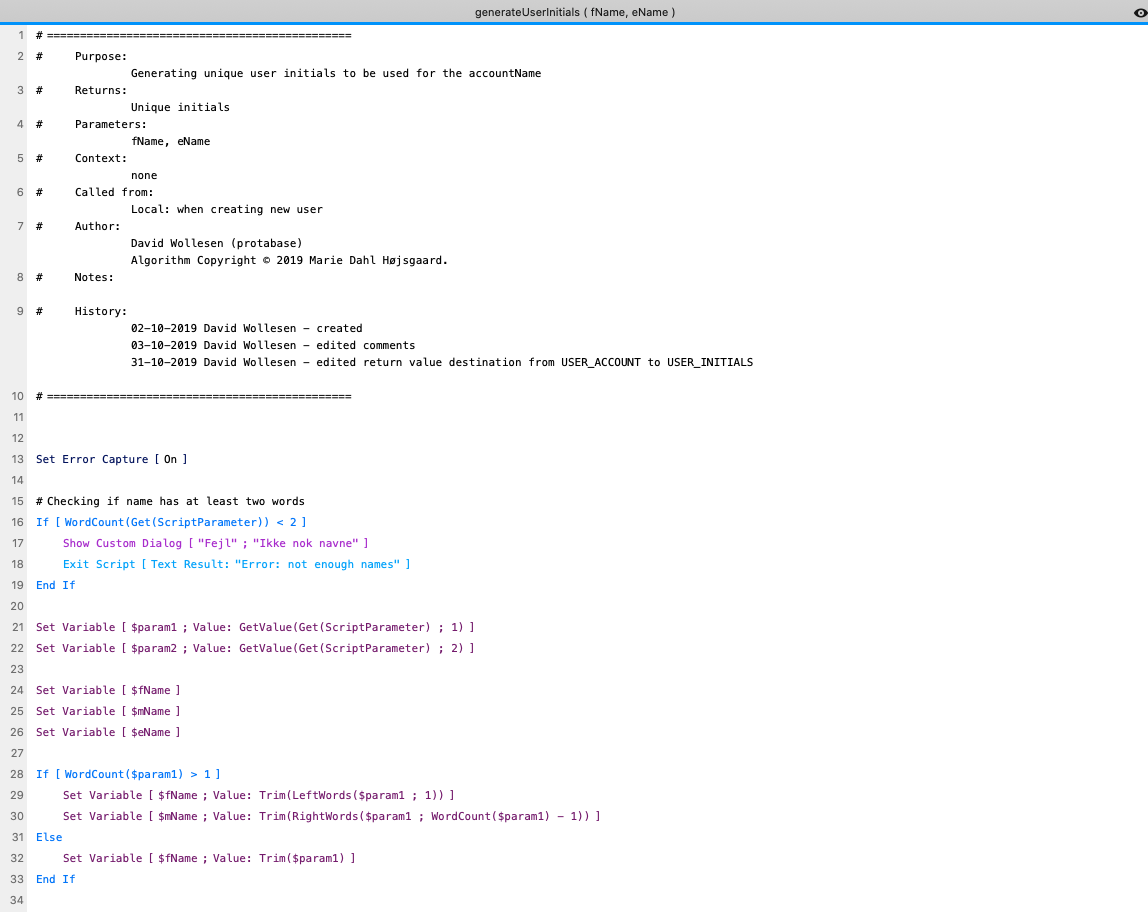 generateUserInitials ( fName, eName )
1 # ==============================================
2 # Purpose:
Generating unique user initials to be used for the accountName
3 # Returns:
Unique initials
4 # Parameters:
fName, eName
5 # Context:
none
6 # Called from:
Local: when creating new user
7 # Author:
David Wollesen (protabase)
Algorithm Copyright © 2019 Marie Dahl Højsgaard.
8 # Notes:
9 # History:
02-10-2019 David Wollesen – created
03-10-2019 David Wollesen – edited comments
31-10-2019 David Wollesen – edited return value destination from USER_ACCOUNT to USER_INITIALS
10 # ==============================================
11
12
13 Set Error Capture [ On ]
14
15 # Checking if name has at least two words
16 If [ WordCount(Get(ScriptParameter)) < 2 ]
17 Show Custom Dialog [ "Fejl" ; "Ikke nok navne" ]
18 Exit Script [ Text Result: "Error: not enough names" ]
19 End If
20
21 Set Variable [ $param1 ; Value: GetValue(Get(ScriptParameter) ; 1) ]
22 Set Variable [ $param2 ; Value: GetValue(Get(ScriptParameter) ; 2) ]
23
24 Set Variable [ $fName ]
25 Set Variable [ $mName ]
26 Set Variable [ $eName ]
27
28 If [ WordCount($param1) > 1 ]
29 Set Variable [ $fName ; Value: Trim(LeftWords($param1 ; 1)) ]
30 Set Variable [ $mName ; Value: Trim(RightWords($param1 ; WordCount($param1) – 1)) ]
31 Else
32 Set Variable [ $fName ; Value: Trim($param1) ]
33 End If
34